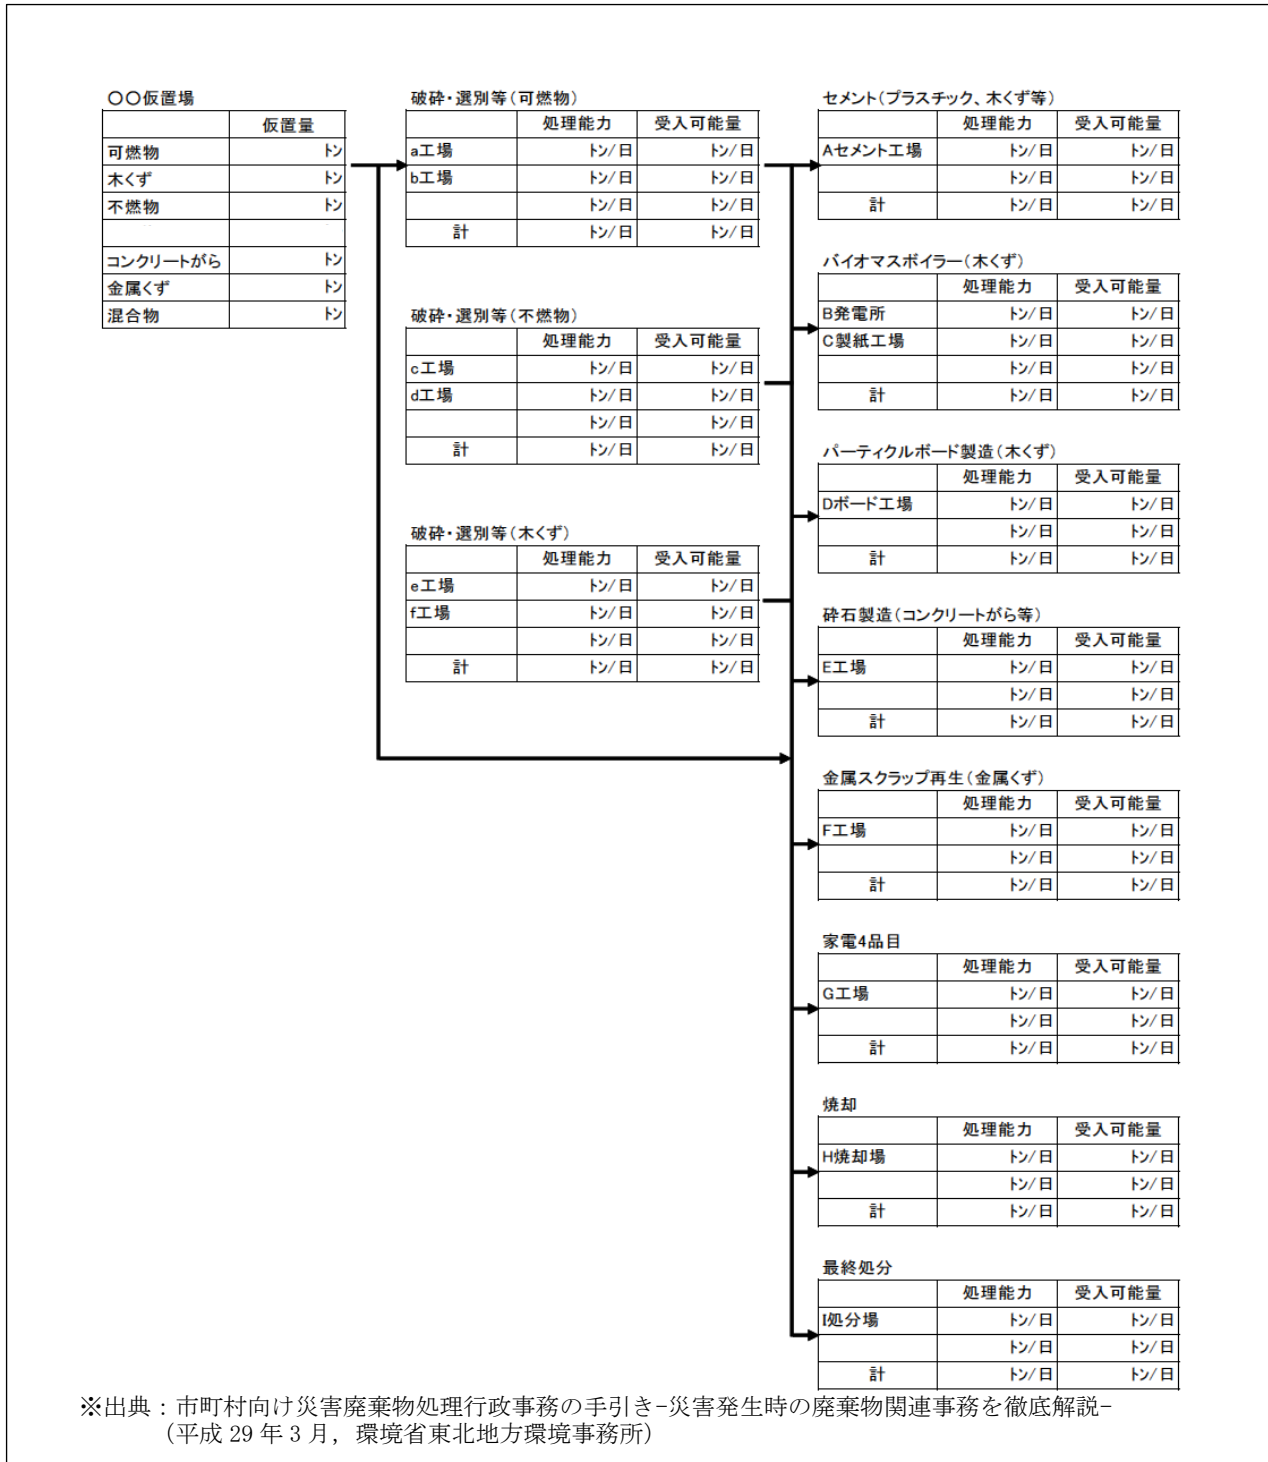 〇〇仮置場
仮置量
可燃物 トン
木くず トン
不燃物 トン
コンクリートがら トン
金属くず トン
混合物 トン
破砕・選別等(可燃物)
処理能力 受入可能量
a工場 トン/日 トン/日
b工場 トン/日 トン/日
トン/日 トン/日
計 トン/日 トン/日
破砕・選別等(不燃物)
処理能力 受入可能量
c工場 トン/日 トン/日
d工場 トン/日 トン/日
トン/日 トン/日
計 トン/日 トン/日
破砕・選別等(木くず)
処理能力 受入可能量
e工場 トン/日 トン/日
f工場 トン/日 トン/日
トン/日 トン/日
計 トン/日 トン/日
セメント(プラスチック、木くず等)
処理能力 受入可能量
Aセメント工場 トン/日 トン/日
トン/日 トン/日
計 トン/日 トン/日
バイオマスボイラー(木くず)
処理能力 受入可能量
B発電所 トン/日 トン/日
C製紙工場 トン/日 トン/日
トン/日 トン/日
計 トン/日 トン/日
パーティクルボード製造(木くず)
処理能力 受入可能量
Dボード工場 トン/日 トン/日
トン/日 トン/日
計 トン/日 トン/日
砕石製造(コンクリートがら等)
処理能力 受入可能量
E工場 トン/日 トン/日
トン/日 トン/日
計 トン/日 トン/日
金属スクラップ再生(金属くず)
処理能力 受入可能量
F工場 トン/日 トン/日
トン/日 トン/日
計 トン/日 トン/日
家電4品目
処理能力 受入可能量
G工場 トン/日 トン/日
トン/日 トン/日
計 トン/日 トン/日
焼却
処理能力 受入可能量
H焼却場 トン/日 トン/日
トン/日 トン/日
計 トン/日 トン/日
最終処分
処理能力 受入可能量
I処分場 トン/日 トン/日
トン/日 トン/日
計 トン/日 トン/日
※出典：市町村向け災害廃棄物処理行政事務の手引き-災害発生時の廃棄物関連事務を徹底解説-
(平成 29 年 3 月，環境省東北地方環境事務所)